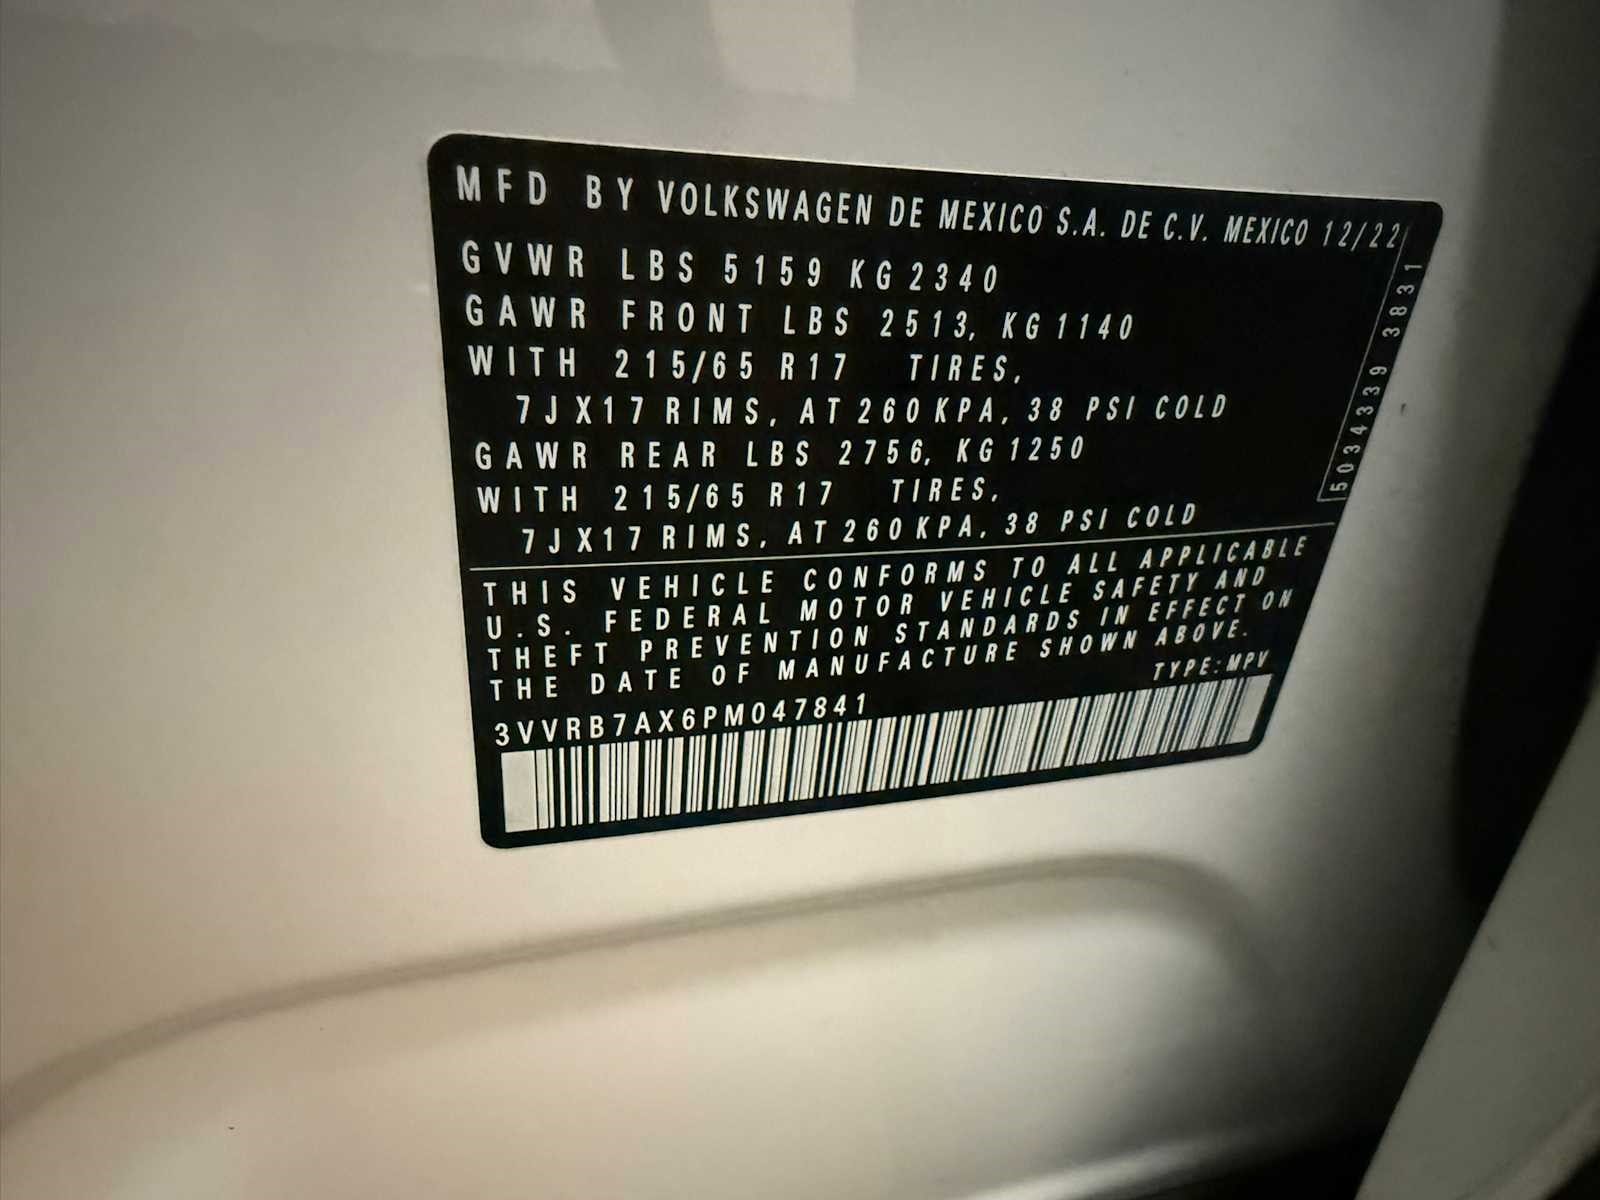 MFD BY VOLKSWAGEN DE MEXICO S.A. DE C.V. MEXICO 12/22
GVWR LBS 5159 KG 2340
GAWR FRONT LBS 2513, KG 1140
WITH 215/65 R17 TIRES,
7JX17 RIMS, AT 260 KPA, 38 PSI COLD
GAWR REAR LBS 2756, KG 1250
WITH 215/65 R17 TIRES,
7JX17 RIMS, AT 260 KPA, 38 PSI COLD
5034339 3831
THIS VEHICLE CONFORMS TO ALL APPLICABLE
U.S. FEDERAL MOTOR VEHICLE SAFETY AND
THEFT PREVENTION STANDARDS IN EFFECT ON
THE DATE OF MANUFACTURE SHOWN ABOVE.
TYPE: MPV
3VVRB7AX6PM047841